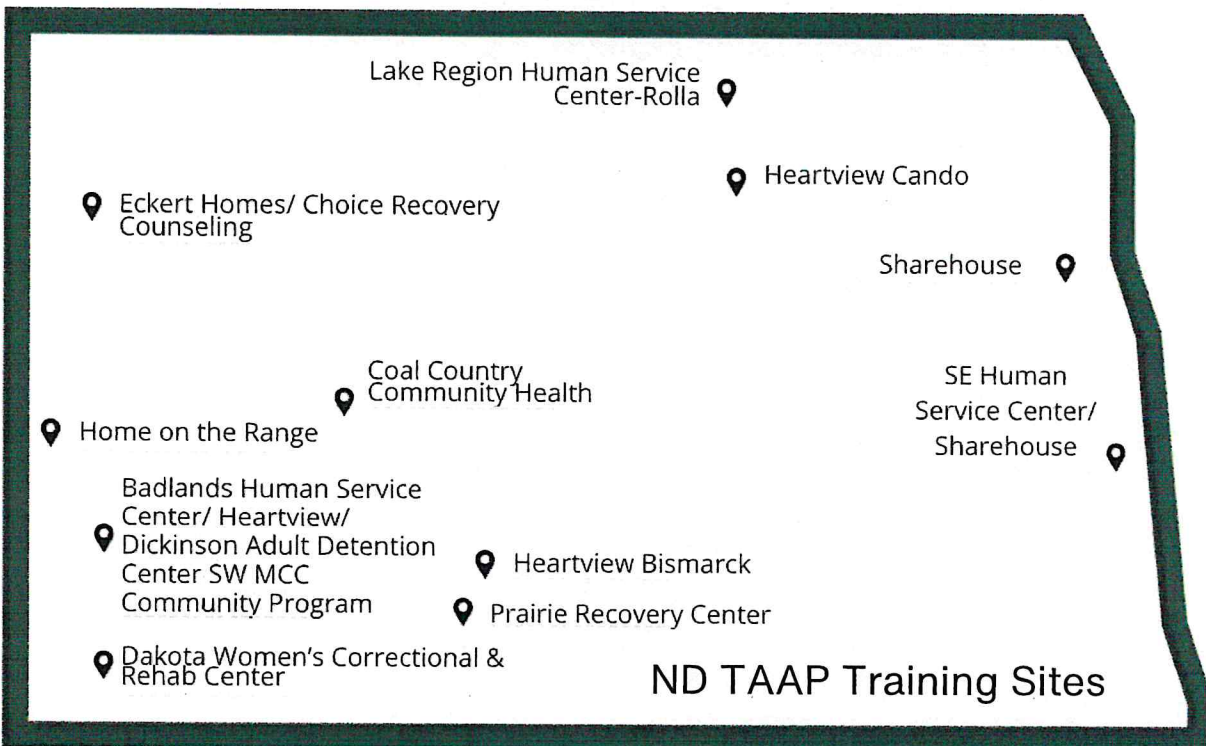 Lake Region Human Service
Center-Rolla
Heartview Cando
Eckert Homes/ Choice Recovery
Counseling
Sharehouse
Coal Country
Community Health
SE Human
Service Center/
Sharehouse
Home on the Range
Badlands Human Service
Center/ Heartview/
Dickinson Adult Detention
Center SW MCC
Community Program
Heartview Bismarck
Prairie Recovery Center
Dakota Women's Correctional &
Rehab Center
ND TAAP Training Sites